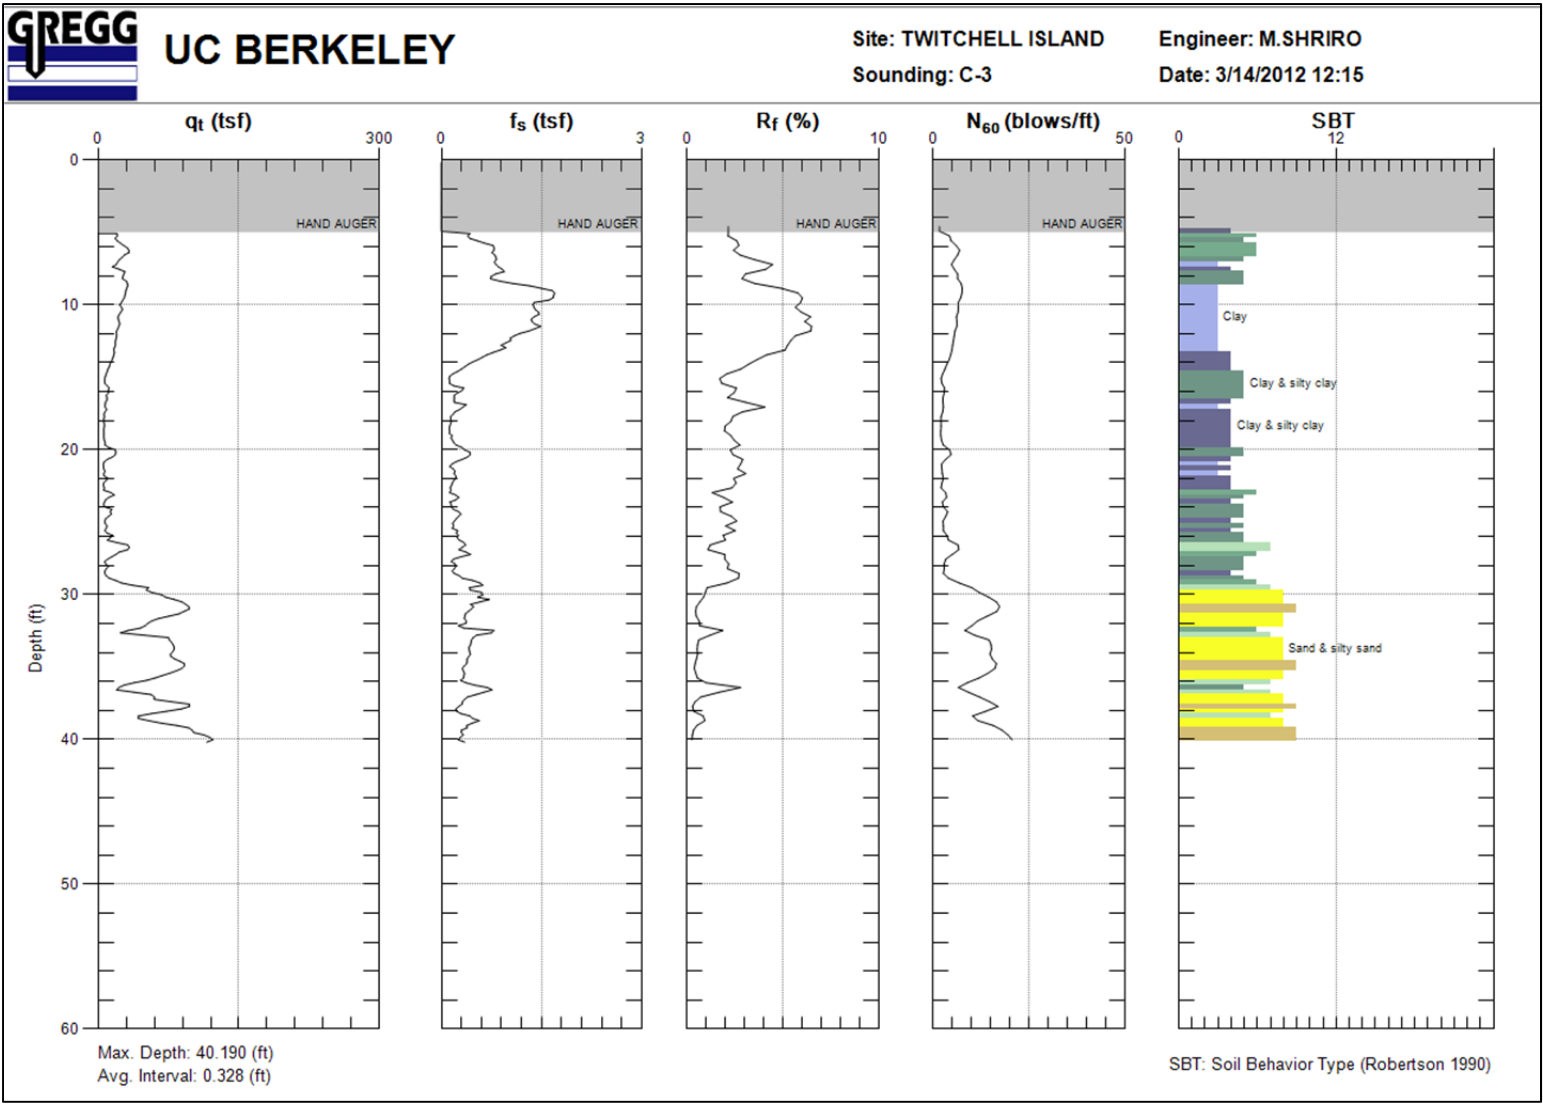 GREGG
UC BERKELEY
Site: TWITCHELL ISLAND
Engineer: M.SHRIRO
Sounding: C-3
Date: 3/14/2012 12:15
qt (tsf)
fs (tsf)
Rf (%)
N60 (blows/ft)
SBT
0 300
0 3
0 10
0 50
0 12
0
HAND AUGER
HAND AUGER
HAND AUGER
HAND AUGER
10
Clay
Clay & silty clay
Clay & silty clay
20
30
Depth (ft)
Sand & silty sand
40
50
60
Max. Depth: 40.190 (ft)
Avg. Interval: 0.328 (ft)
SBT: Soil Behavior Type (Robertson 1990)